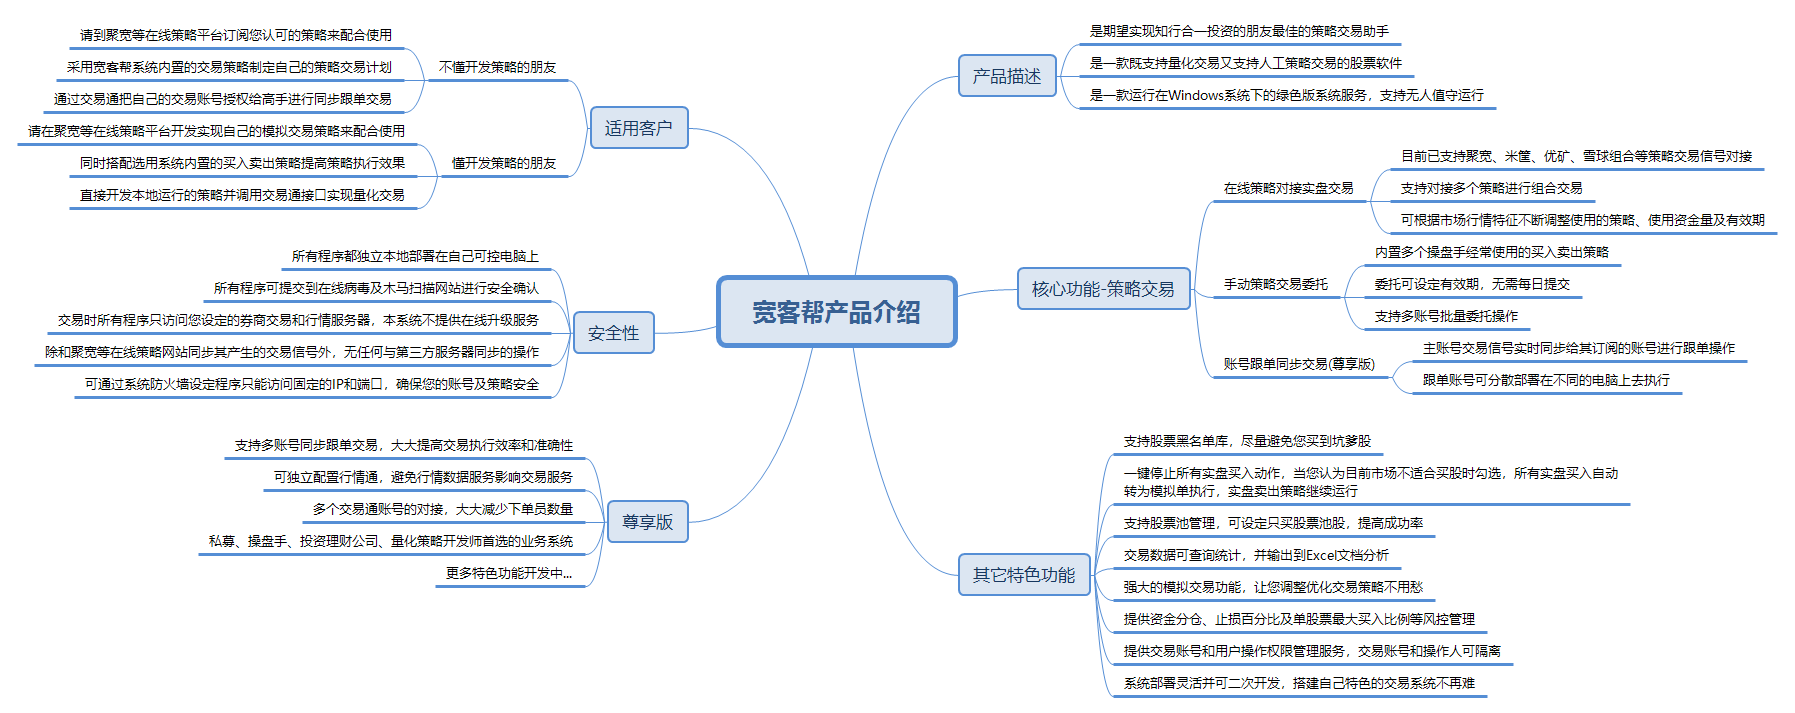 宽客帮产品介绍
产品描述
是期望实现知行合一投资的朋友最佳的策略交易助手
是一款既支持量化交易又支持人工策略交易的股票软件
是一款运行在Windows系统下的绿色版系统服务，支持无人值守运行
核心功能-策略交易
在线策略对接实盘交易
目前已支持聚宽、米筐、优矿、雪球组合等策略交易信号对接
支持对接多个策略进行组合交易
可根据市场行情特征不断调整使用的策略、使用资金量及有效期
手动策略交易委托
内置多个操盘手经常使用的买入卖出策略
委托可设定有效期，无需每日提交
支持多账号批量委托操作
账号跟单同步交易(尊享版)
主账号交易信号实时同步给其订阅的账号进行跟单操作
跟单账号可分散部署在不同的电脑上去执行
其它特色功能
支持股票黑名单库，尽量避免您买到坑爹股
一键停止所有实盘买入动作，当您认为目前市场不适合买股时勾选，所有实盘买入自动
转为模拟单执行，实盘卖出策略继续运行
支持股票池管理，可设定只买股票池股，提高成功率
交易数据可查询统计，并输出到Excel文档分析
强大的模拟交易功能，让您调整优化交易策略不用愁
提供资金分仓、止损百分比及单股票最大买入比例等风控管理
提供交易账号和用户操作权限管理服务，交易账号和操作人可隔离
系统部署灵活并可二次开发，搭建自己特色的交易系统不再难
适用客户
不懂开发策略的朋友
请到聚宽等在线策略平台订阅您认可的策略来配合使用
采用宽客帮系统内置的交易策略制定自己的策略交易计划
通过交易通把自己的交易账号授权给高手进行同步跟单交易
懂开发策略的朋友
请在聚宽等在线策略平台开发实现自己的模拟交易策略来配合使用
同时搭配选用系统内置的买入卖出策略提高策略执行效果
直接开发本地运行的策略并调用交易通接口实现量化交易
安全性
所有程序都独立本地部署在自己可控电脑上
所有程序可提交到在线病毒及木马扫描网站进行安全确认
交易时所有程序只访问您设定的券商交易和行情服务器，本系统不提供在线升级服务
除和聚宽等在线策略网站同步其产生的交易信号外，无任何与第三方服务器同步的操作
可通过系统防火墙设定程序只能访问固定的IP和端口，确保您的账号及策略安全
尊享版
支持多账号同步跟单交易，大大提高交易执行效率和准确性
可独立配置行情通，避免行情数据服务影响交易服务
多个交易通账号的对接，大大减少下单员数量
私募、操盘手、投资理财公司、量化策略开发师首选的业务系统
更多特色功能开发中...